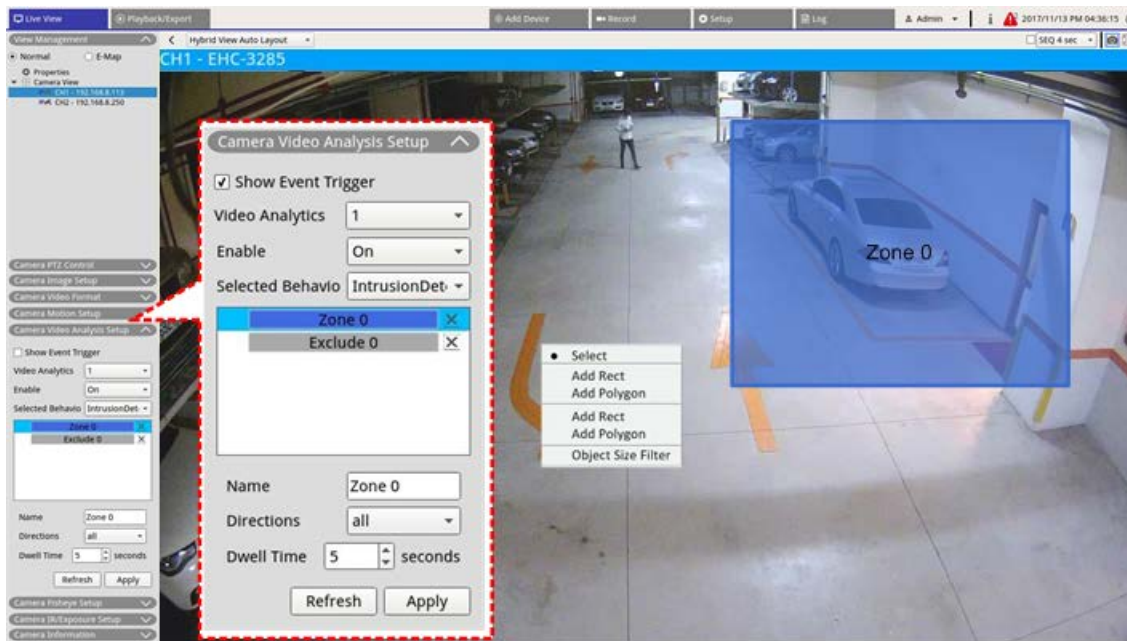 Live View
Playback/Export
Add Device
Record
Setup
Log
Admin
i
2017/11/13 PM 04:36:15
View Management
Hybrid View Auto Layout
SEQ 4 sec
Normal
E-Map
CH1 - EHC-3285
Properties
Camera View
CH1 - 192.168.8.113
CH2 - 192.168.8.250
Camera Video Analysis Setup
Show Event Trigger
Video Analytics 1
Enable On
Selected Behavio IntrusionDet
Zone 0
Exclude 0
Name Zone 0
Directions all
Dwell Time 5 seconds
Refresh
Apply
Zone 0
Select
Add Rect
Add Polygon
Add Rect
Add Polygon
Object Size Filter
Camera PTZ Control
Camera Image Setup
Camera Video Format
Camera Motion Setup
Camera Video Analysis Setup
Show Event Trigger
Video Analytics 1
Enable On
Selected Behavio IntrusionDet
Zone 0
Exclude 0
Name Zone 0
Directions all
Dwell Time 5 seconds
Refresh
Apply
Camera Fisheye Setup
Camera IR/Exposure Setup
Camera Information